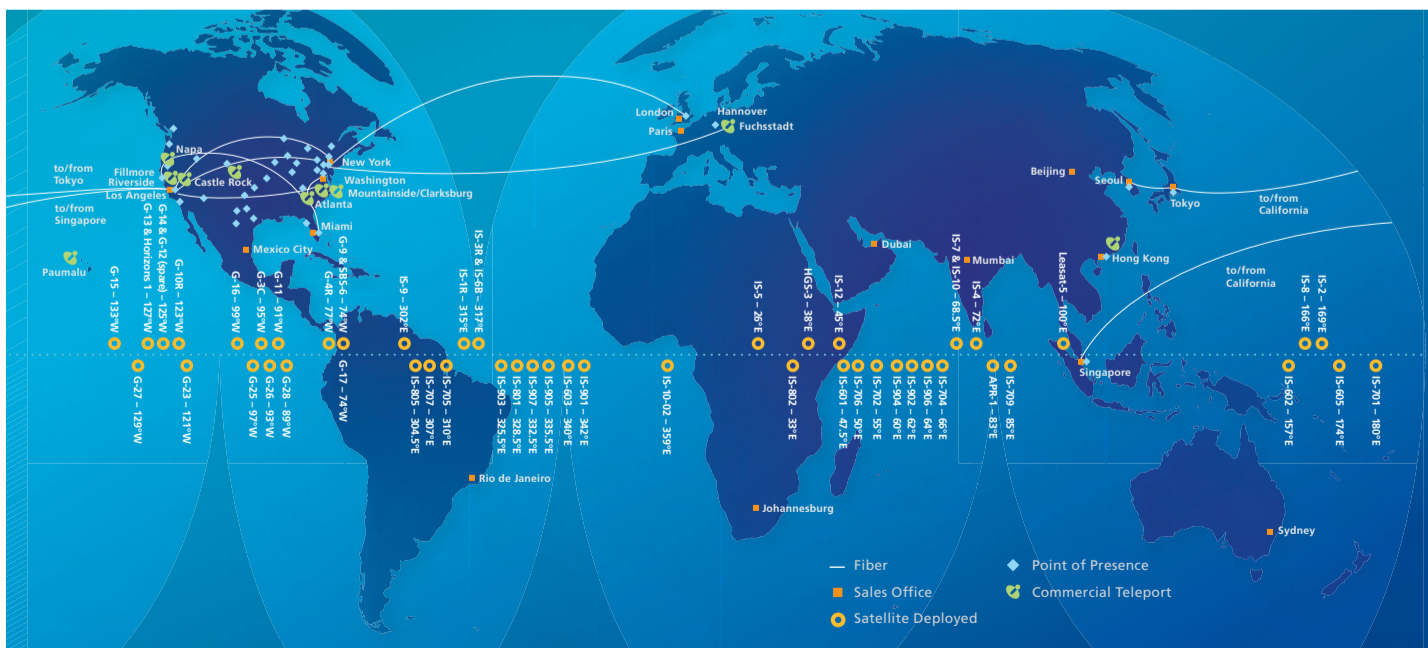 London
Hannover
Paris
Fuchsstadt
Napa
New York
to/from
Tokyo
Fillmore
Riverside
Castle Rock
Washington
Los Angeles
Mountainside/Clarksburg
to/from
Singapore
Atlanta
Miami
Mexico City
Paumalu
Beijing
Seoul
Tokyo
to/from
California
Dubai
Mumbai
Hong Kong
to/from
California
G-15 – 133°W
G-13 & Horizons 1 – 127°W
G-14 & G-12 (spare) – 125°W
G-10R – 123°W
G-16 – 99°W
G-3C – 95°W
G-11 – 91°W
G-4R – 77°W
G-9 & SBS-6 – 74°W
IS-9 – 302°E
IS-1R – 315°E
IS-3R & IS-6B – 317°E
IS-5 – 26°E
HGS-3 – 38°E
IS-12 – 45°E
IS-7 & IS-10 – 68.5°E
IS-4 – 72°E
Leasat-5 – 100°E
IS-8 – 166°E
IS-2 – 169°E
Singapore
G-27 – 129°W
G-23 – 121°W
G-25 – 97°W
G-26 – 93°W
G-28 – 89°W
G-17 – 74°W
IS-805 – 304.5°E
IS-707 – 307°E
IS-705 – 310°E
IS-903 – 325.5°E
IS-801 – 328.5°E
IS-907 – 332.5°E
IS-905 – 335.5°E
IS-603 – 340°E
IS-901 – 342°E
IS-10-02 – 359°E
IS-802 – 33°E
IS-601 – 47.5°E
IS-706 – 50°E
IS-702 – 55°E
IS-904 – 60°E
IS-902 – 62°E
IS-906 – 64°E
IS-704 – 66°E
APR-1 – 83°E
IS-709 – 85°E
IS-602 – 157°E
IS-605 – 174°E
IS-701 – 180°E
Rio de Janeiro
Johannesburg
Sydney
Fiber
Point of Presence
Sales Office
Commercial Teleport
Satellite Deployed